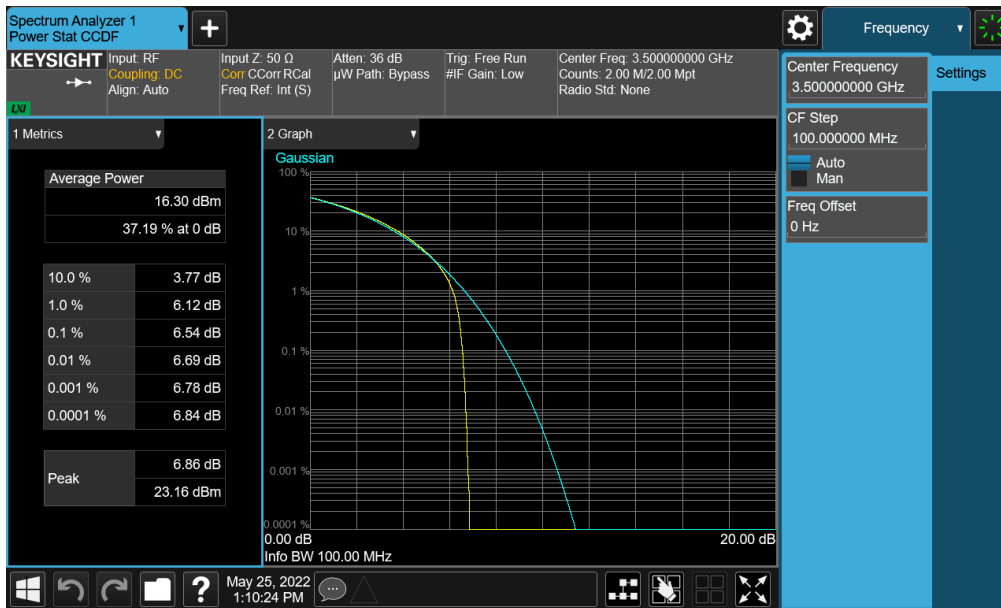 Spectrum Analyzer 1
Power Stat CCDF
Frequency
KEYSIGHT
LXI
Input: RF
Coupling: DC
Align: Auto
Input Z: 50 Ω
Corr CCorr RCal
Freq Ref: Int (S)
Atten: 36 dB
µW Path: Bypass
Trig: Free Run
#IF Gain: Low
Center Freq: 3.500000000 GHz
Counts: 2.00 M/2.00 Mpt
Radio Std: None
Center Frequency
3.500000000 GHz
Settings
CF Step
100.000000 MHz
Auto
Man
Freq Offset
0 Hz
1 Metrics
Average Power
16.30 dBm
37.19 % at 0 dB
10.0 % 3.77 dB
1.0 % 6.12 dB
0.1 % 6.54 dB
0.01 % 6.69 dB
0.001 % 6.78 dB
0.0001 % 6.84 dB
Peak 6.86 dB
23.16 dBm
2 Graph
Gaussian
100 %
10 %
1 %
0.1 %
0.01 %
0.001 %
0.0001 %
0.00 dB 20.00 dB
Info BW 100.00 MHz
?
May 25, 2022
1:10:24 PM